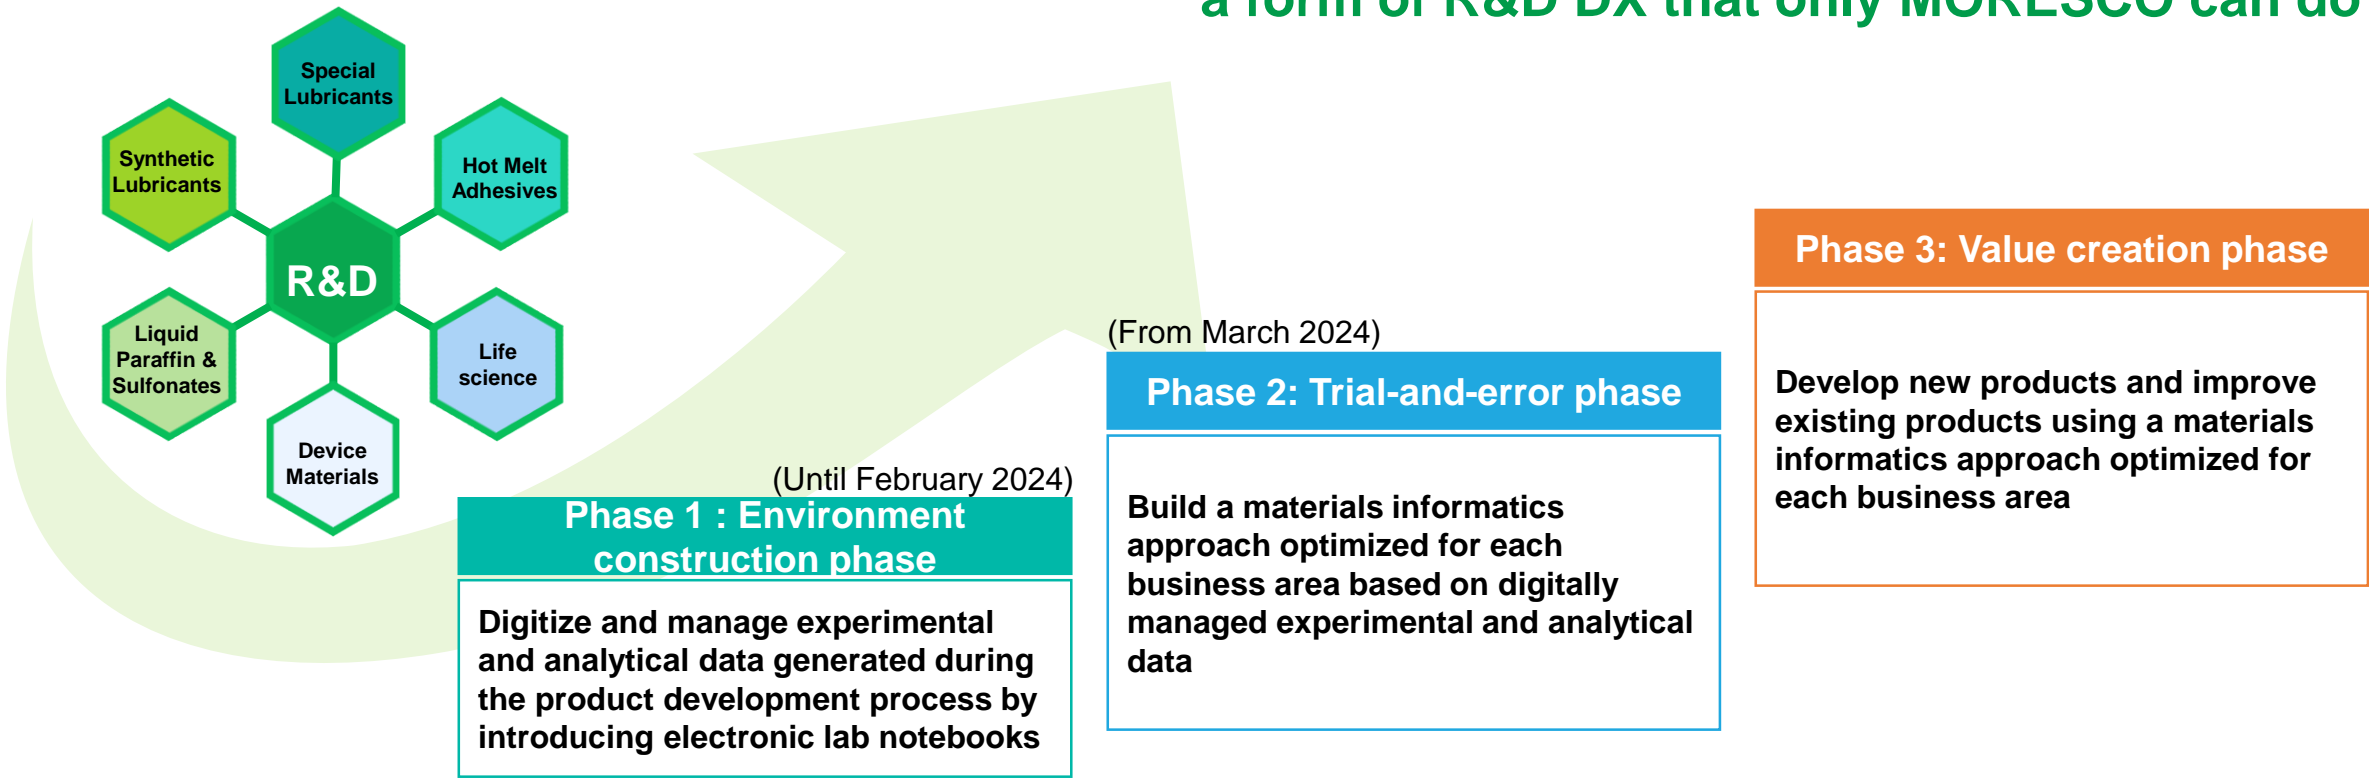 a form of R&D DX that only MORESCO can do
Special
Lubricants
Synthetic
Lubricants
Hot Melt
Adhesives
R&D
Liquid
Paraffin &
Sulfonates
Life
science
Device
Materials
(Until February 2024)
Phase 1 : Environment
construction phase
Digitize and manage experimental
and analytical data generated during
the product development process by
introducing electronic lab notebooks
(From March 2024)
Phase 2: Trial-and-error phase
Build a materials informatics
approach optimized for each
business area based on digitally
managed experimental and analytical
data
Phase 3: Value creation phase
Develop new products and improve
existing products using a materials
informatics approach optimized for
each business area